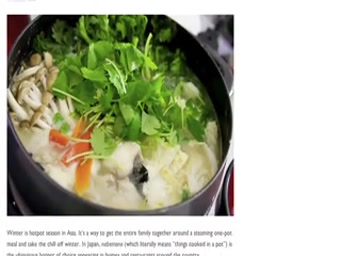 Winter is hotpot season in Asia. It's a way to get the entire family together around a steaming one-pot
meal and take the chill off winter. In Japan, nabemono (which literally means "things cooked in a pot") is
the ubiquitous hotpot of choice appearing in homes and restaurants around the country.